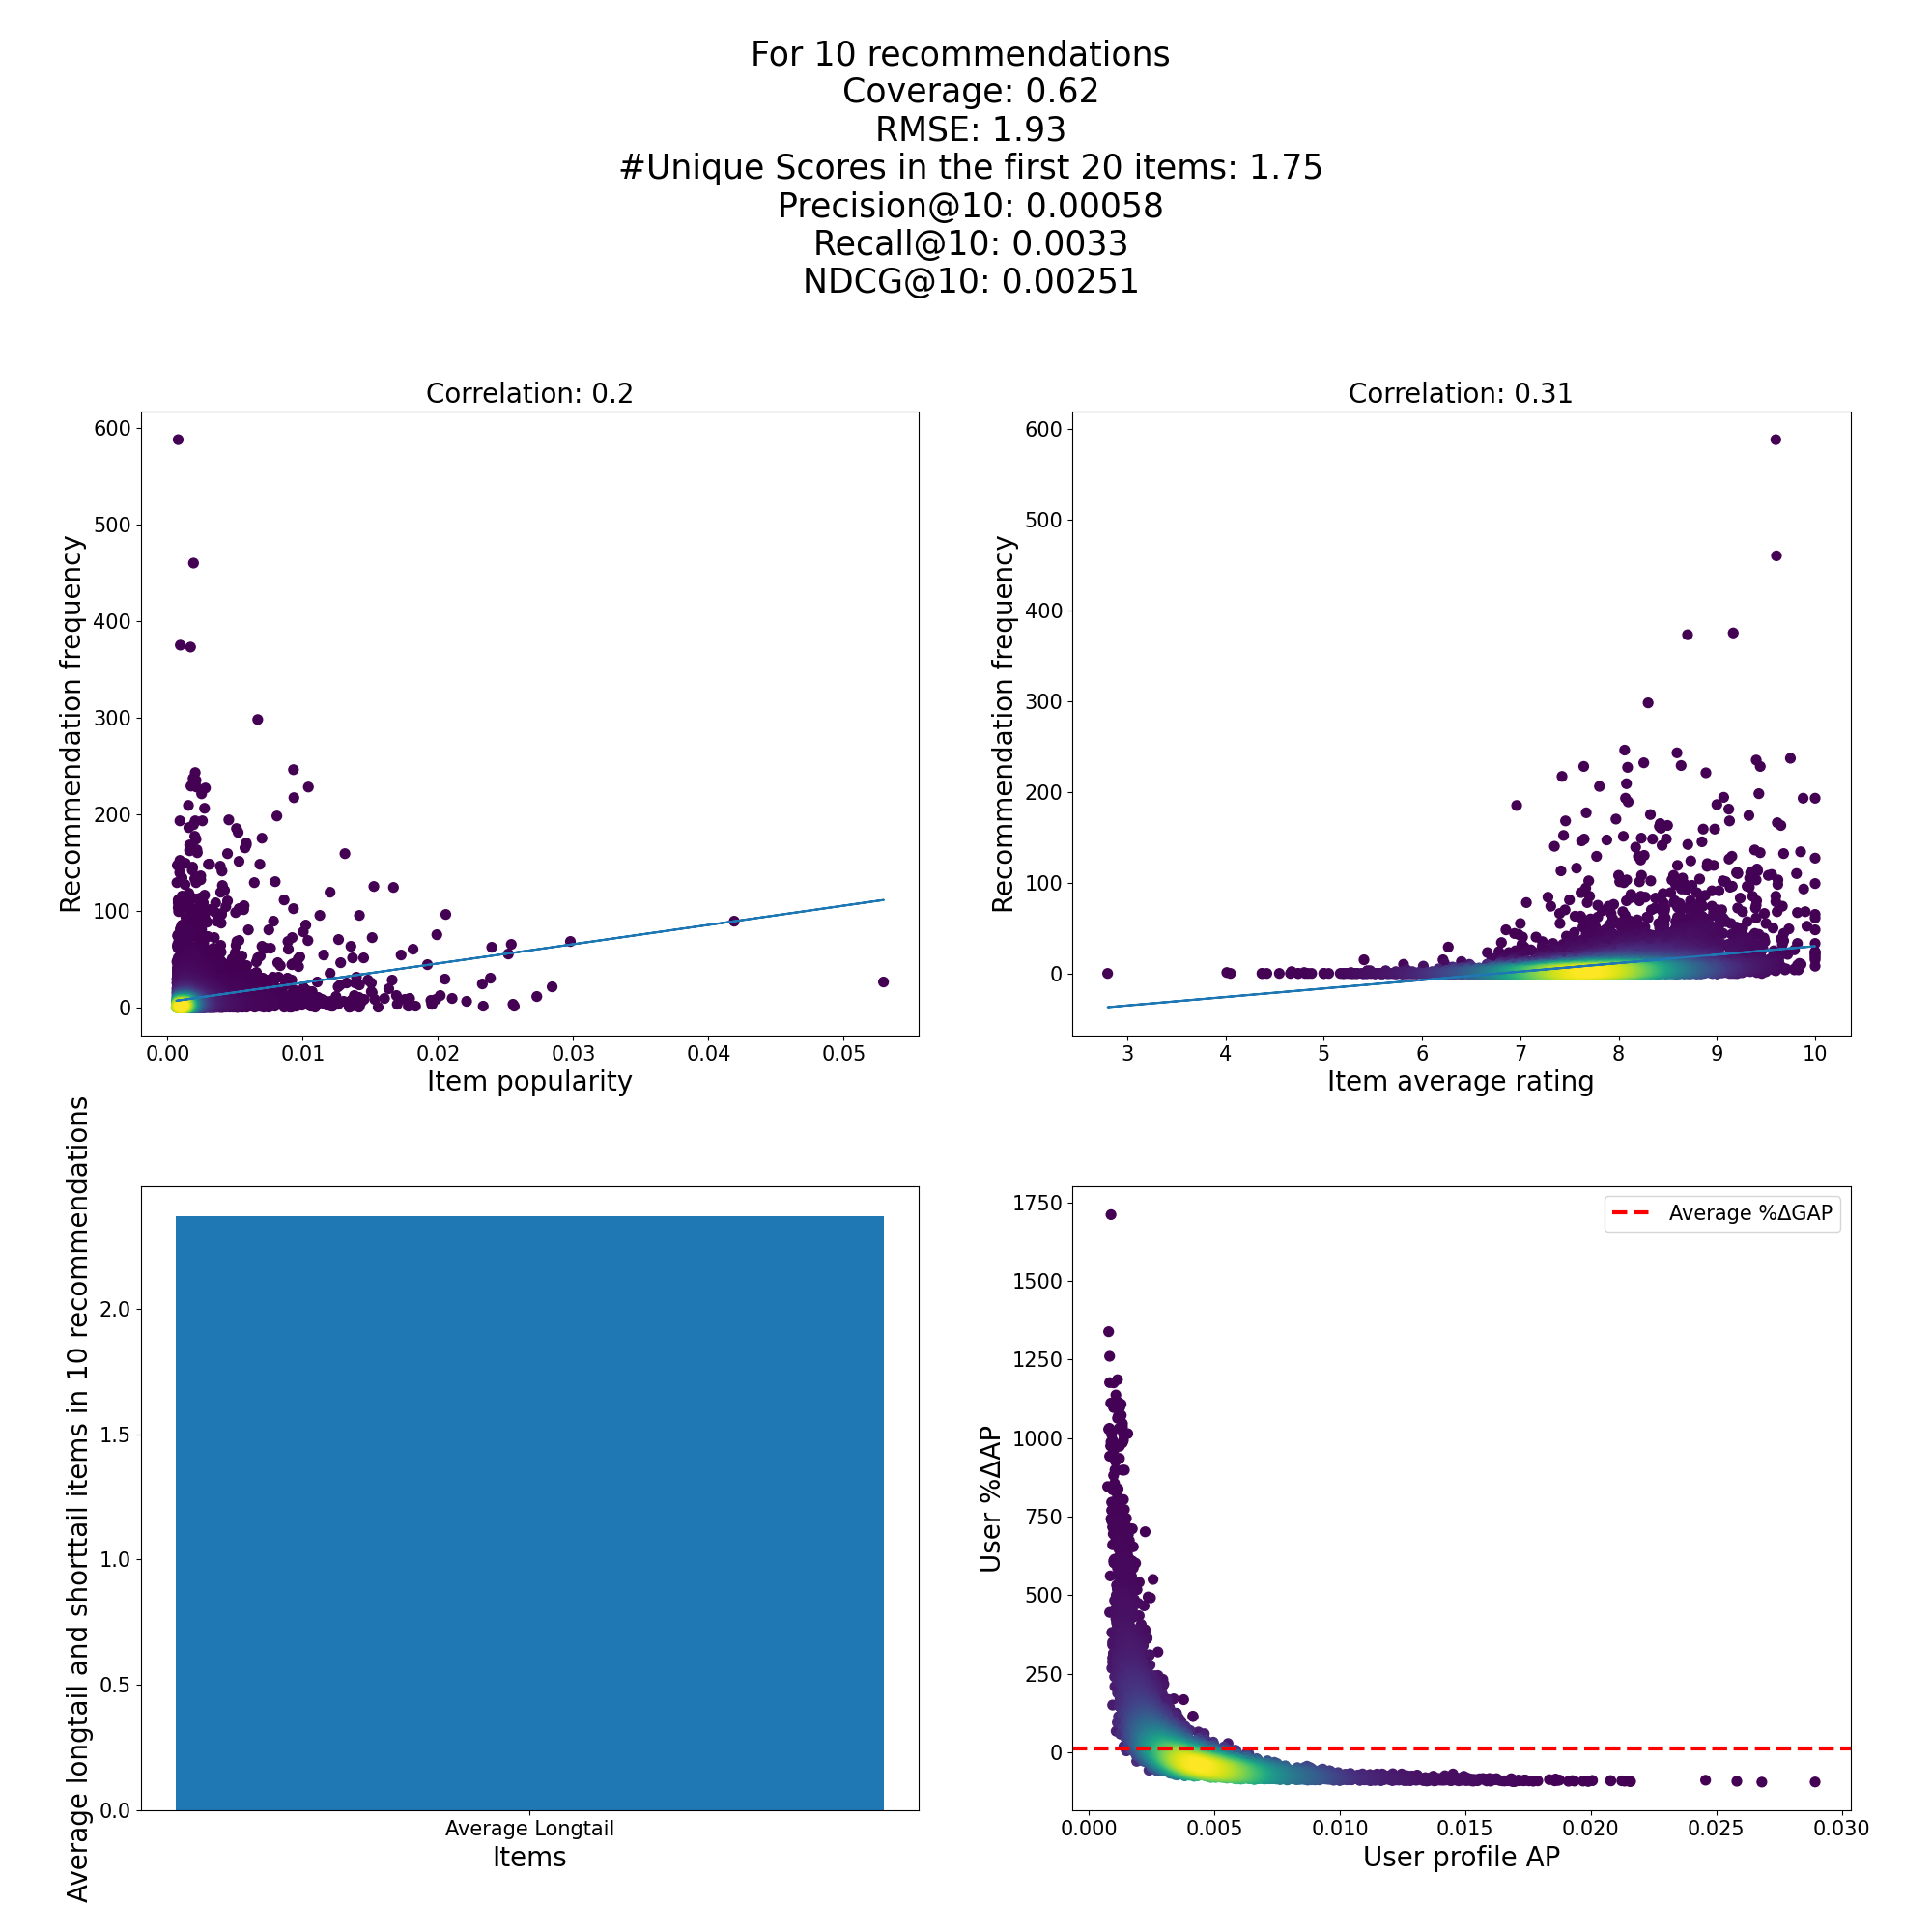 For 10 recommendations
Coverage: 0.62
RMSE: 1.93
#Unique Scores in the first 20 items: 1.75
Precision@10: 0.00058
Recall@10: 0.0033
NDCG@10: 0.00251
Correlation: 0.2
Recommendation frequency
600
500
400
300
200
100
0
0.00 0.01 0.02 0.03 0.04 0.05
Item popularity
Correlation: 0.31
Recommendation frequency
600
500
400
300
200
100
0
3 4 5 6 7 8 9 10
Item average rating
Average longtail and shorttail items in 10 recommendations
2.0
1.5
1.0
0.5
0.0
Average Longtail
Items
Average %ΔGAP
User %ΔAP
1750
1500
1250
1000
750
500
250
0
0.000 0.005 0.010 0.015 0.020 0.025 0.030
User profile AP